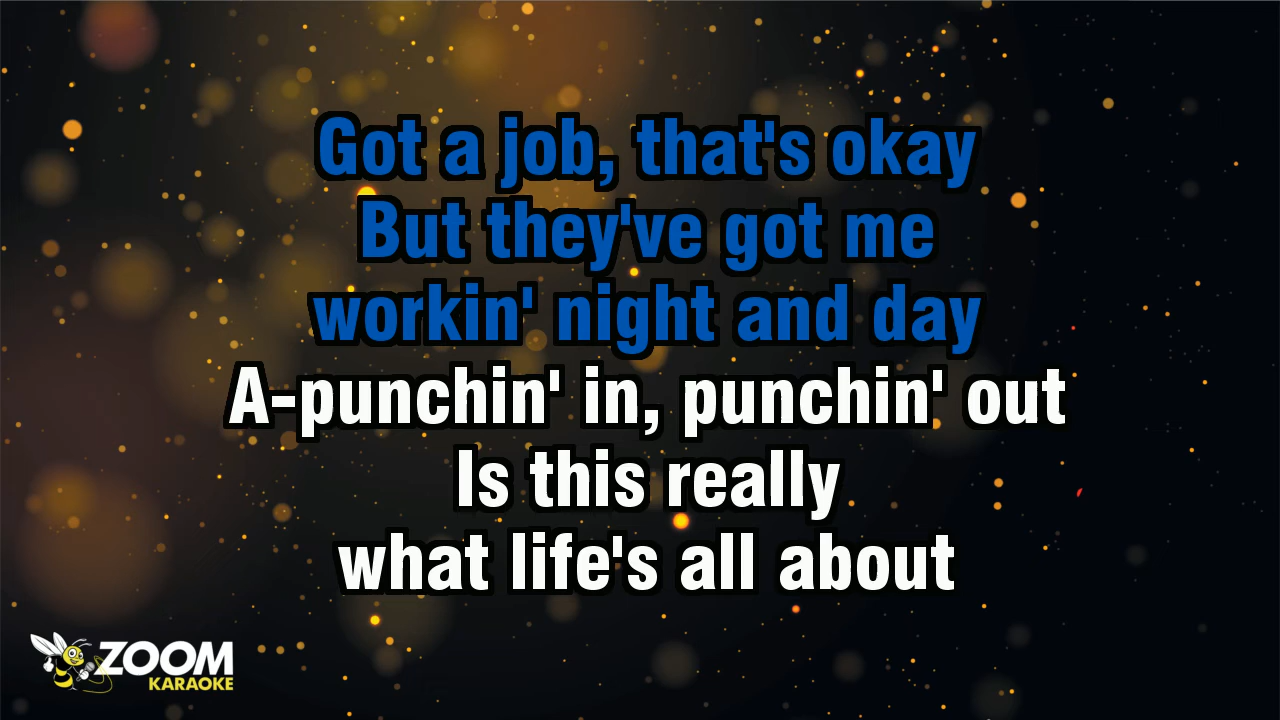 Got a job, that's okay
But they've got me
workin' night and day
A-punchin' in, punchin' out
Is this really
what life's all about
ZOOM
KARAOKE